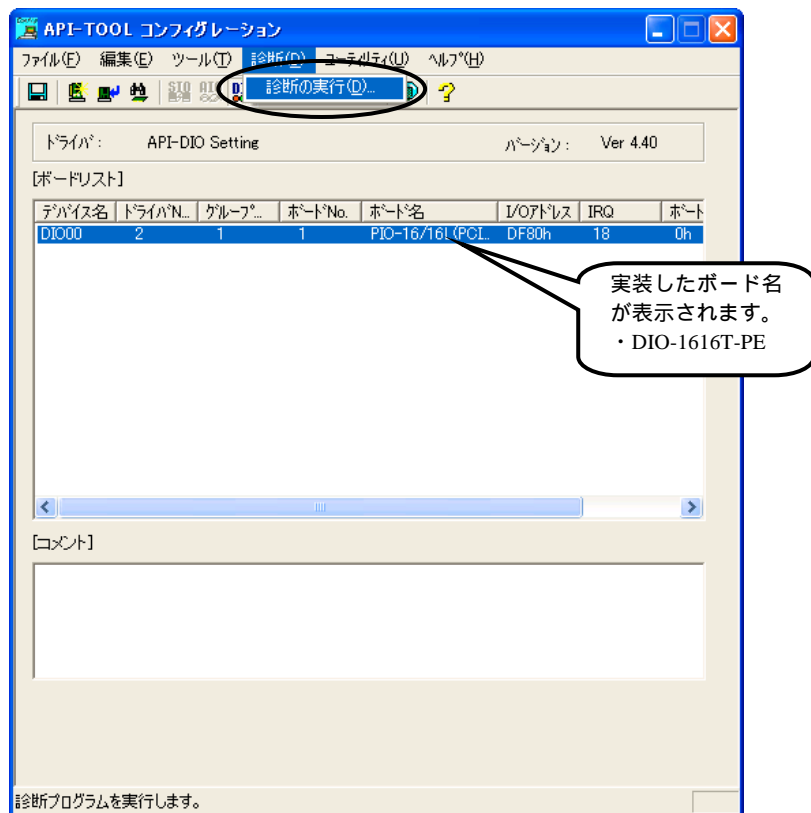 API-TOOL コンフィグレーション
ファイル(F) 編集(E) ツール(T) 診断(D) ユーティリティ(U) ヘルプ(H)
診断の実行(D)...
ドライバ: API-DIO Setting バージョン: Ver 4.40
[ボードリスト]
デバイス名 ドライバN... グループ... ボードNo. ボード名 I/Oアドレス IRQ ボート
DIO00 2 1 1 PIO-16/16L(PCI... DF80h 18 0h
実装したボード名
が表示されます。
・DIO-1616T-PE
[コメント]
診断プログラムを実行します。